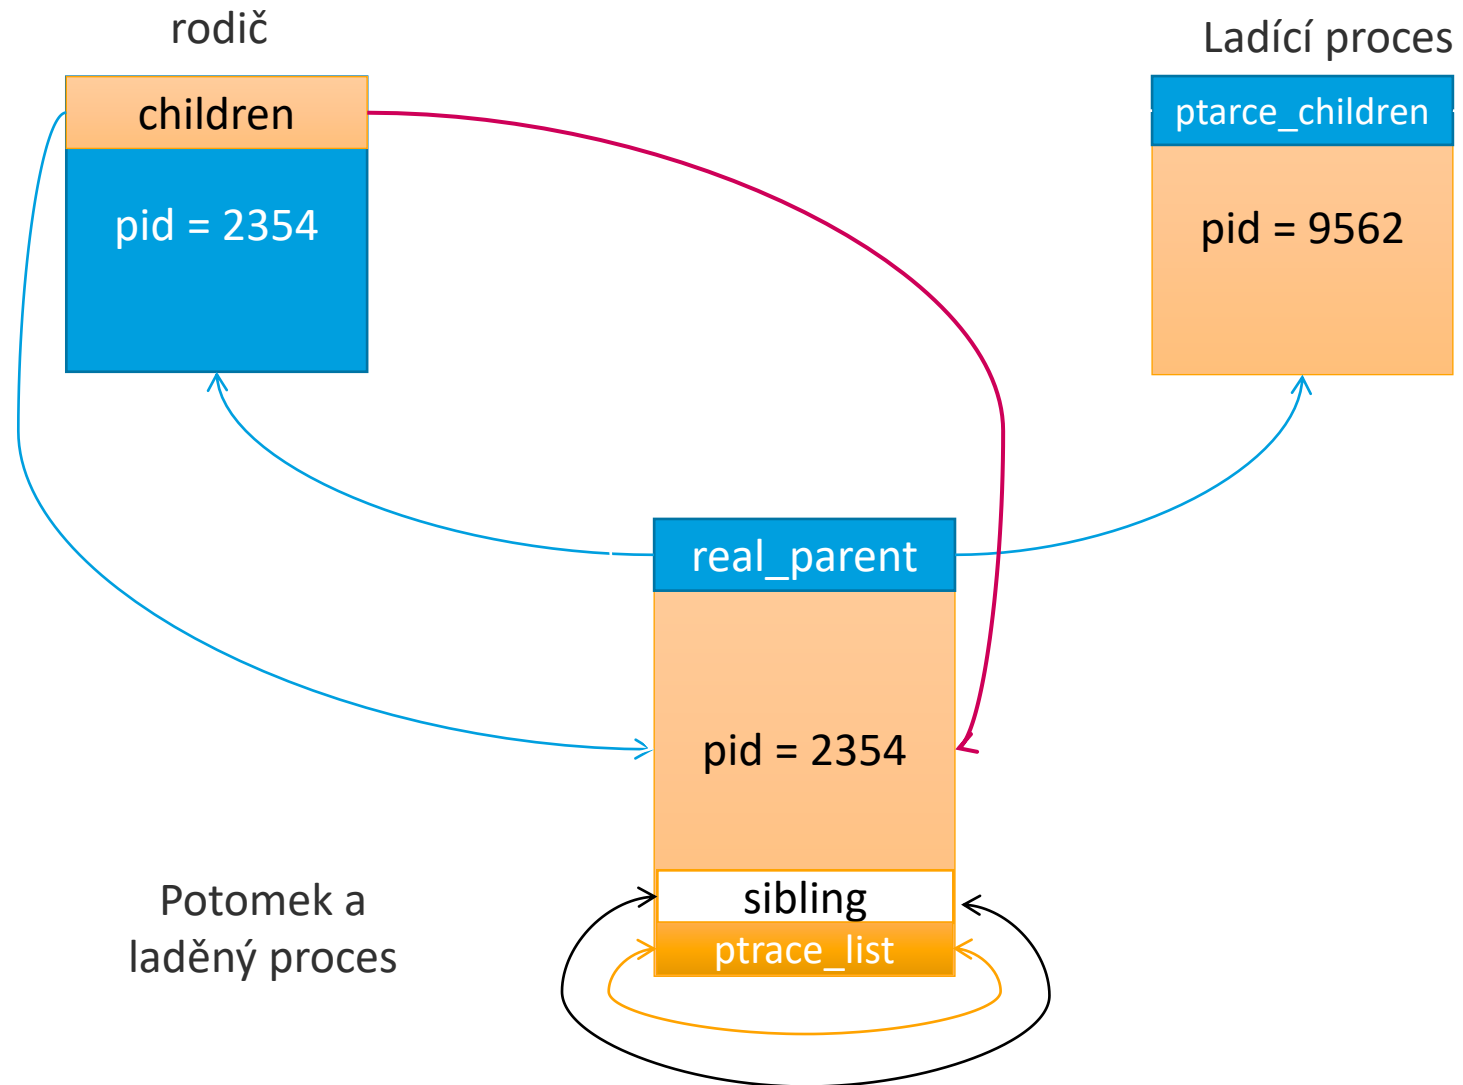 rodič
children
pid = 2354
Ladící proces
ptarce_children
pid = 9562
real_parent
pid = 2354
sibling
ptrace_list
Potomek a
laděný proces